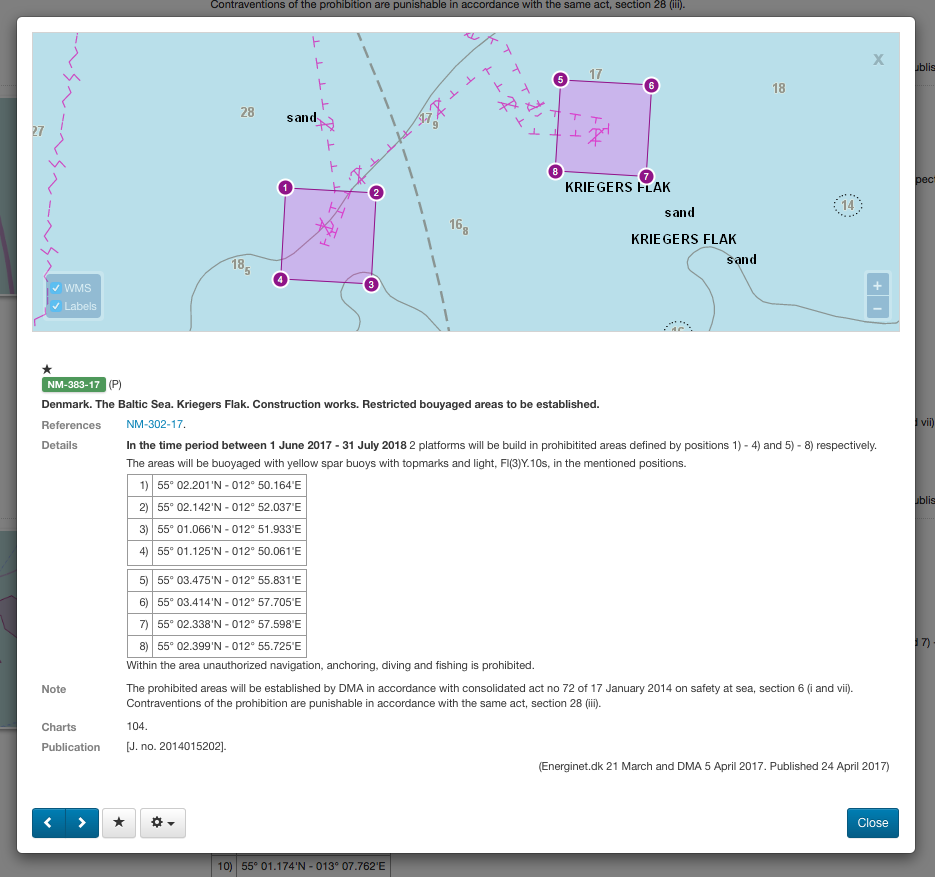 Contraventions of the prohibition are punishable in accordance with the same act, section 28 (iii).
X
5
17
6
18
28
sand
17
9
27
8
7
KRIEGERS FLAK
1
2
14
sand
16
8
KRIEGERS FLAK
sand
18
5
4
3
WMS
Labels
+
−
★
NM-383-17 (P)
Denmark. The Baltic Sea. Kriegers Flak. Construction works. Restricted bouyaged areas to be established.
References NM-302-17.
Details In the time period between 1 June 2017 - 31 July 2018 2 platforms will be build in prohibitited areas defined by positions 1) - 4) and 5) - 8) respectively.
The areas will be buoyaged with yellow spar buoys with topmarks and light, Fl(3)Y.10s, in the mentioned positions.
1) 55° 02.201'N - 012° 50.164'E
2) 55° 02.142'N - 012° 52.037'E
3) 55° 01.066'N - 012° 51.933'E
4) 55° 01.125'N - 012° 50.061'E
5) 55° 03.475'N - 012° 55.831'E
6) 55° 03.414'N - 012° 57.705'E
7) 55° 02.338'N - 012° 57.598'E
8) 55° 02.399'N - 012° 55.725'E
Within the area unauthorized navigation, anchoring, diving and fishing is prohibited.
Note The prohibited areas will be established by DMA in accordance with consolidated act no 72 of 17 January 2014 on safety at sea, section 6 (i and vii).
Contraventions of the prohibition are punishable in accordance with the same act, section 28 (iii).
Charts 104.
Publication [J. no. 2014015202].
(Energinet.dk 21 March and DMA 5 April 2017. Published 24 April 2017)
Close
10) 55° 01.174'N - 013° 07.762'E